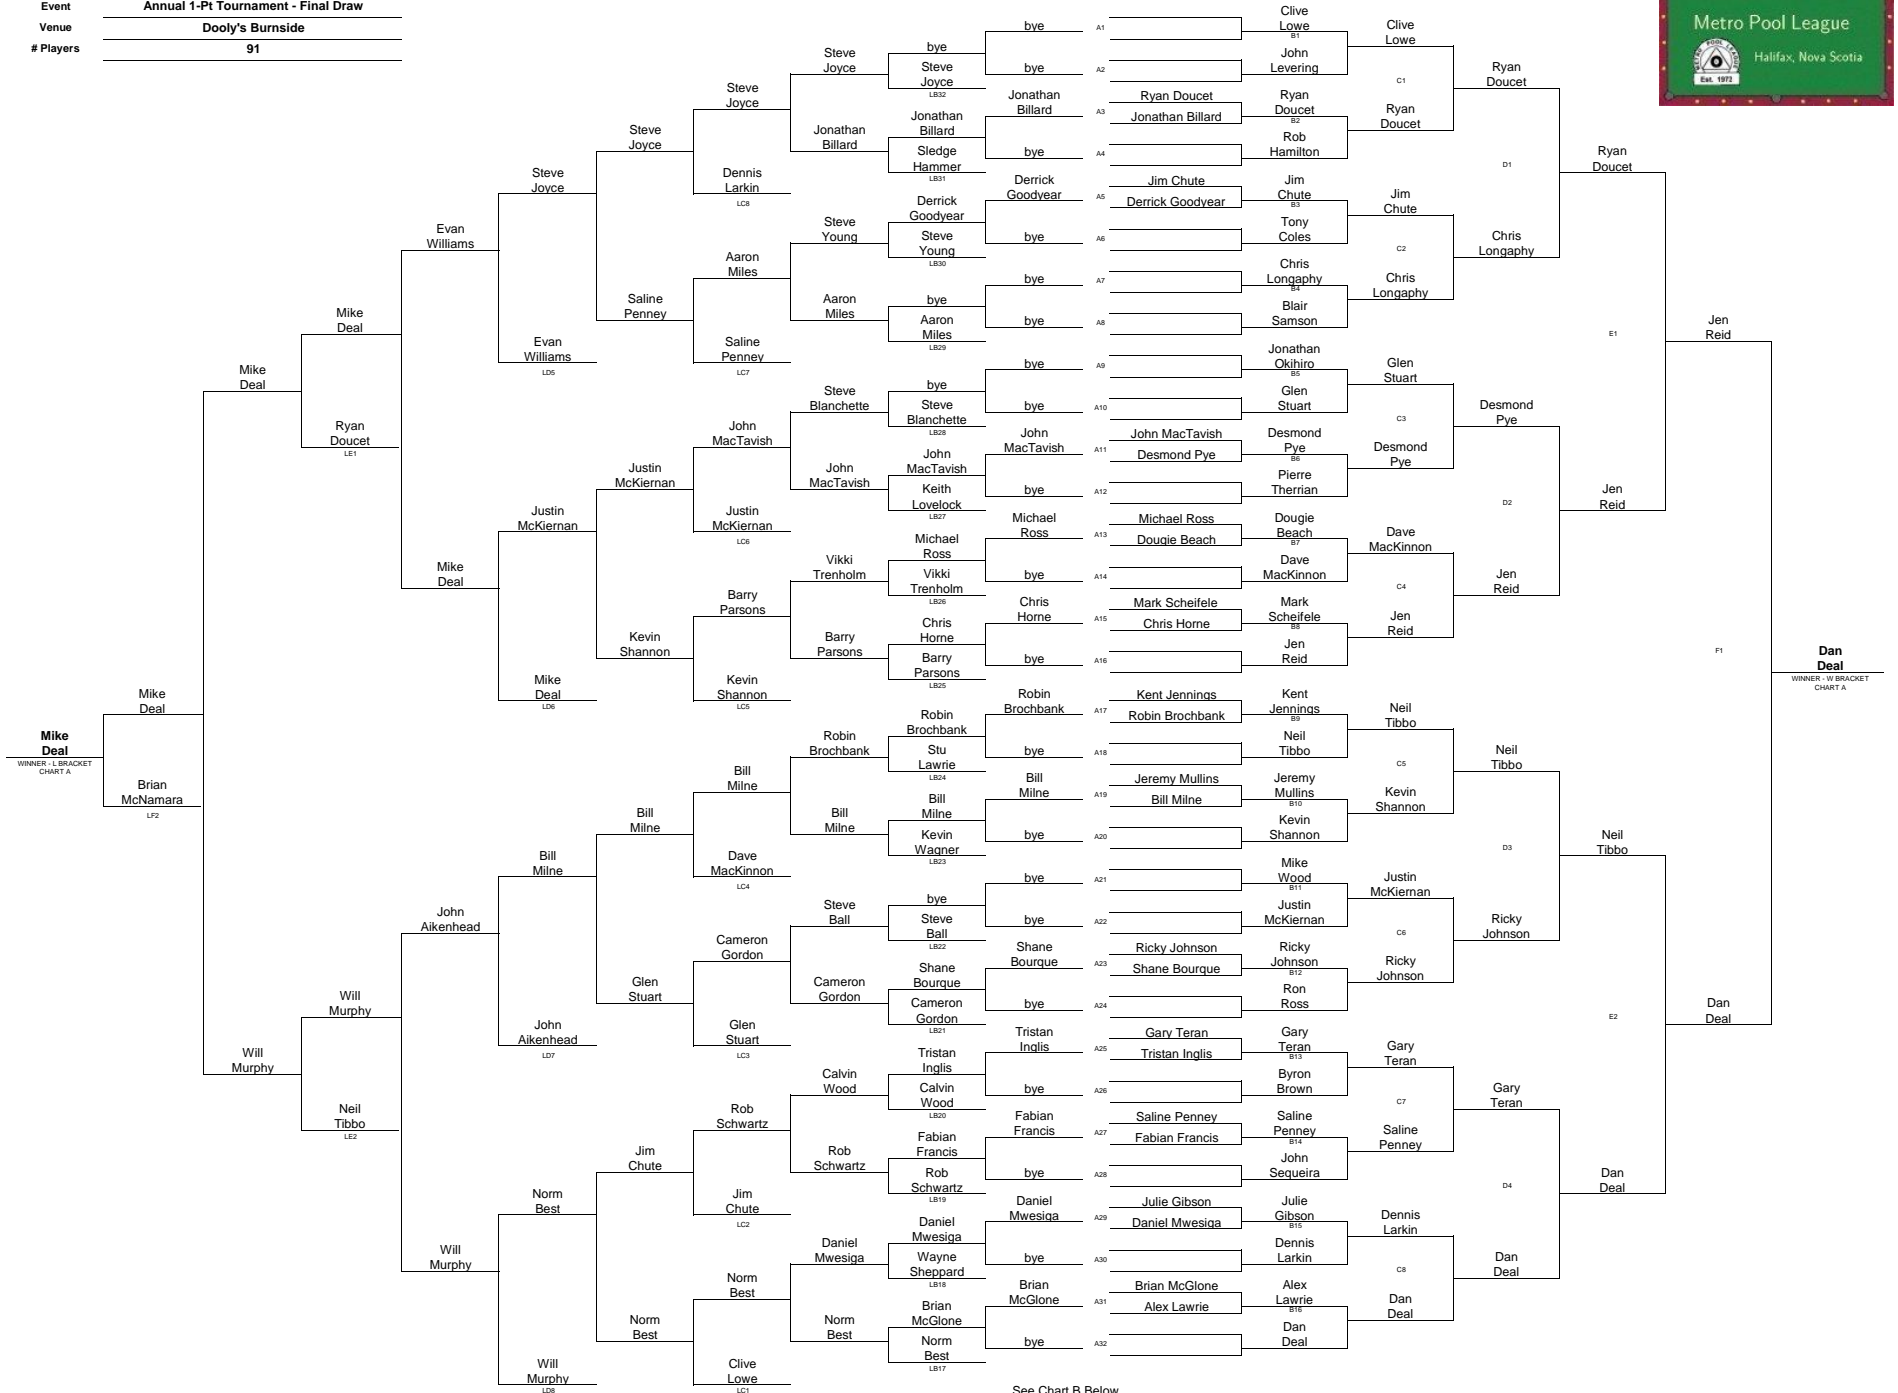 Event Annual 1-Pt Tournament - Final Draw
Venue Dooly's Burnside
# Players 91
Metro Pool League
Halifax, Nova Scotia
METRO POOL LEAGUE
Est. 1972
Mike
Deal
WINNER - L BRACKET
CHART A
Mike
Deal
Brian
McNamara
LF2
Mike
Deal
Will
Murphy
Mike
Deal
Ryan
Doucet
LE1
Will
Murphy
Neil
Tibbo
LE2
Evan
Williams
Mike
Deal
John
Aikenhead
Will
Murphy
Steve
Joyce
Evan
Williams
LD5
Justin
McKiernan
Mike
Deal
LD6
Bill
Milne
John
Aikenhead
LD7
Norm
Best
Will
Murphy
LD8
Steve
Joyce
Saline
Penney
Justin
McKiernan
Kevin
Shannon
Bill
Milne
Glen
Stuart
Jim
Chute
Norm
Best
Steve
Joyce
Dennis
Larkin
LC8
Aaron
Miles
Saline
Penney
LC7
John
MacTavish
Justin
McKiernan
LC6
Barry
Parsons
Kevin
Shannon
LC5
Bill
Milne
Dave
MacKinnon
LC4
Cameron
Gordon
Glen
Stuart
LC3
Rob
Schwartz
Jim
Chute
LC2
Norm
Best
Clive
Lowe
LC1
Steve
Joyce
Jonathan
Billard
Steve
Young
Aaron
Miles
Steve
Blanchette
John
MacTavish
Vikki
Trenholm
Barry
Parsons
Robin
Brochbank
Bill
Milne
Steve
Ball
Cameron
Gordon
Calvin
Wood
Rob
Schwartz
Daniel
Mwesiga
Norm
Best
bye
Steve
Joyce
LB32
Jonathan
Billard
Sledge
Hammer
LB31
Derrick
Goodyear
Steve
Young
LB30
bye
Aaron
Miles
LB29
bye
Steve
Blanchette
LB28
John
MacTavish
Keith
Lovelock
LB27
Michael
Ross
Vikki
Trenholm
LB26
Chris
Horne
Barry
Parsons
LB25
Robin
Brochbank
Stu
Lawrie
LB24
Bill
Milne
Kevin
Wagner
LB23
bye
Steve
Ball
LB22
Shane
Bourque
Cameron
Gordon
LB21
Tristan
Inglis
Calvin
Wood
LB20
Fabian
Francis
Rob
Schwartz
LB19
Daniel
Mwesiga
Wayne
Sheppard
LB18
Brian
McGlone
Norm
Best
LB17
bye
bye
Jonathan
Billard
bye
Derrick
Goodyear
bye
bye
bye
bye
bye
John
MacTavish
bye
Michael
Ross
bye
Chris
Horne
bye
Robin
Brochbank
bye
Bill
Milne
bye
bye
bye
Shane
Bourque
bye
Tristan
Inglis
bye
Fabian
Francis
bye
Daniel
Mwesiga
bye
Brian
McGlone
bye
A1
A2
A3
Ryan Doucet
Jonathan Billard
A4
A5
Jim Chute
Derrick Goodyear
A6
A7
A8
A9
A10
A11
John MacTavish
Desmond Pye
A12
A13
Michael Ross
Dougie Beach
A14
A15
Mark Scheifele
Chris Horne
A16
A17
Kent Jennings
Robin Brochbank
A18
A19
Jeremy Mullins
Bill Milne
A20
A21
A22
A23
Ricky Johnson
Shane Bourque
A24
A25
Gary Teran
Tristan Inglis
A26
A27
Saline Penney
Fabian Francis
A28
A29
Julie Gibson
Daniel Mwesiga
A30
A31
Brian McGlone
Alex Lawrie
A32
Clive
Lowe
B1
John
Levering
Ryan
Doucet
B2
Rob
Hamilton
Jim
Chute
B3
Tony
Coles
Chris
Longaphy
B4
Blair
Samson
Jonathan
Okihiro
B5
Glen
Stuart
Desmond
Pye
B6
Pierre
Therrian
Dougie
Beach
B7
Dave
MacKinnon
Mark
Scheifele
B8
Jen
Reid
Kent
Jennings
B9
Neil
Tibbo
Jeremy
Mullins
B10
Kevin
Shannon
Mike
Wood
B11
Justin
McKiernan
Ricky
Johnson
B12
Ron
Ross
Gary
Teran
B13
Byron
Brown
Saline
Penney
B14
John
Sequeira
Julie
Gibson
B15
Dennis
Larkin
Alex
Lawrie
B16
Dan
Deal
Clive
Lowe
C1
Ryan
Doucet
Jim
Chute
C2
Chris
Longaphy
Glen
Stuart
C3
Desmond
Pye
Dave
MacKinnon
C4
Jen
Reid
Neil
Tibbo
C5
Kevin
Shannon
Justin
McKiernan
C6
Ricky
Johnson
Gary
Teran
C7
Saline
Penney
Dennis
Larkin
C8
Dan
Deal
Ryan
Doucet
D1
Chris
Longaphy
Desmond
Pye
D2
Jen
Reid
Neil
Tibbo
D3
Ricky
Johnson
Gary
Teran
D4
Dan
Deal
Ryan
Doucet
E1
Jen
Reid
Neil
Tibbo
E2
Dan
Deal
Jen
Reid
F1
Dan
Deal
Dan
Deal
WINNER - W BRACKET
CHART A
See Chart B Below